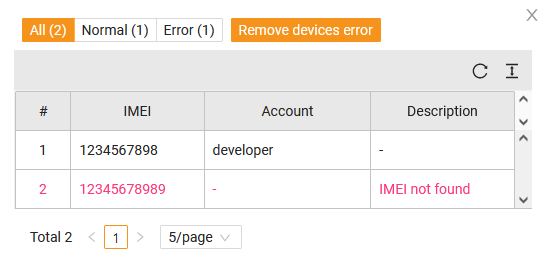 All (2) Normal (1) Error (1) Remove devices error
# IMEI Account Description
1 1234567898 developer -
2 12345678989 - IMEI not found
Total 2 < 1 > 5/page